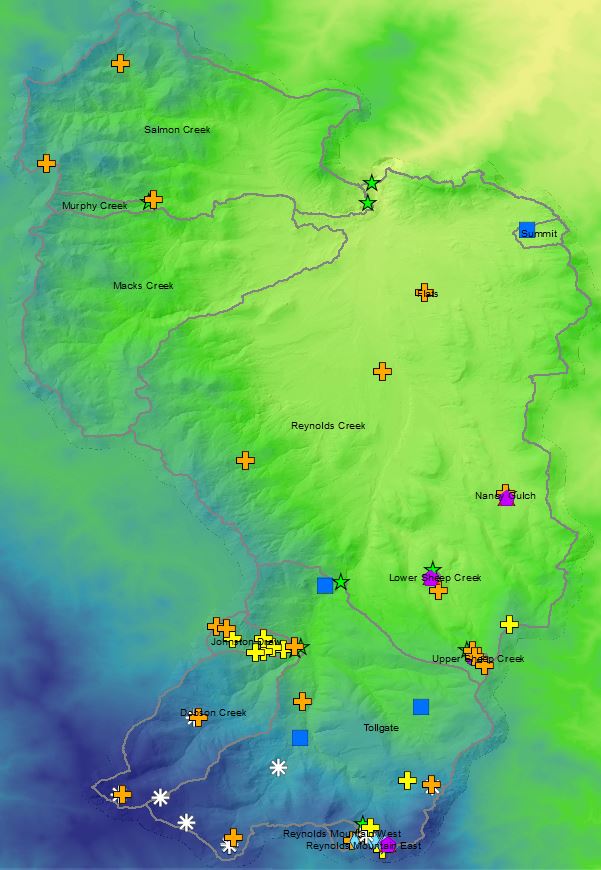 Salmon Creek
Murphy Creek
Summit
Macks Creek
Flats
Reynolds Creek
Nancy Gulch
Lower Sheep Creek
Johnston Draw
Upper Sheep Creek
Dobson Creek
Tollgate
Reynolds Mountain West
Reynolds Mountain East